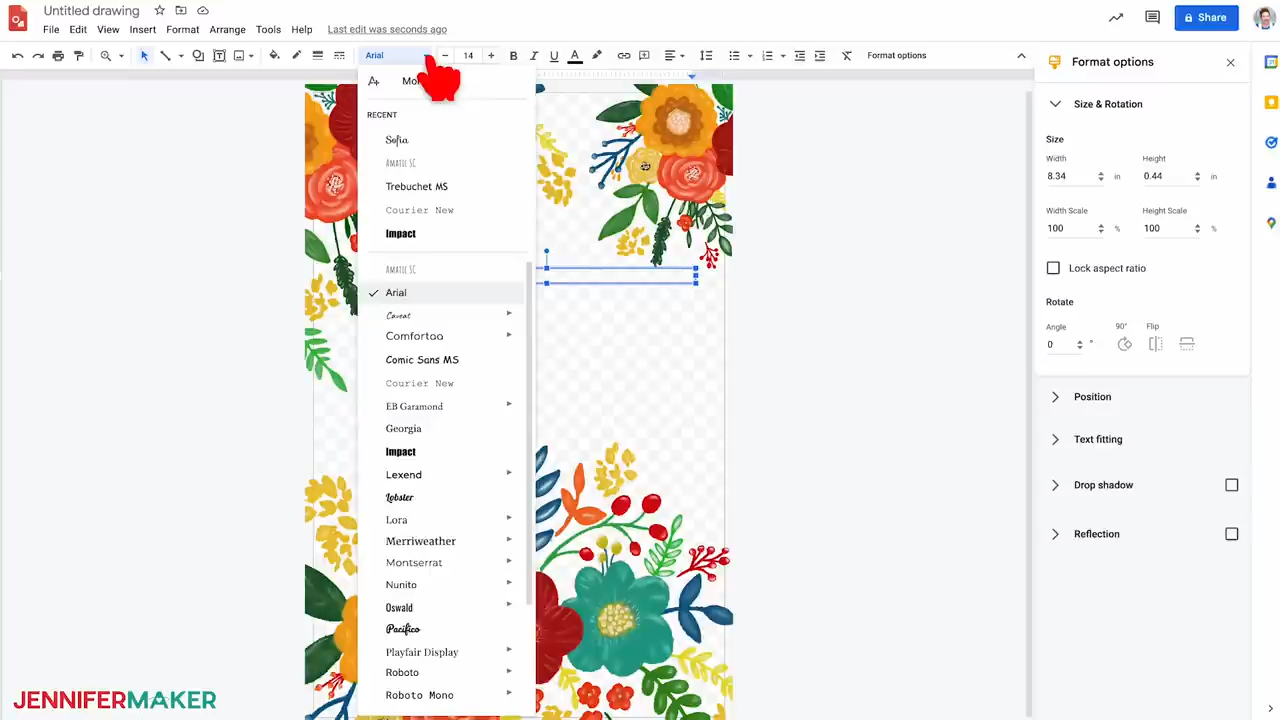 Untitled drawing
File Edit View Insert Format Arrange Tools Help Last edit was seconds ago
Share
Arial
14
Format options
RECENT
Sofia
AMATIC SC
Trebuchet MS
Courier New
Impact
AMATIC SC
Arial
Caveat
Comfortaa
Comic Sans MS
Courier New
EB Garamond
Georgia
Impact
Lexend
Lobster
Lora
Merriweather
Montserrat
Nunito
Oswald
Pacifico
Playfair Display
Roboto
Roboto Mono
Format options
Size & Rotation
Size
Width Height
8.34 in 0.44 in
Width Scale Height Scale
100 % 100 %
Lock aspect ratio
Rotate
Angle 90° Flip
0 °
Position
Text fitting
Drop shadow
Reflection
JENNIFERMAKER